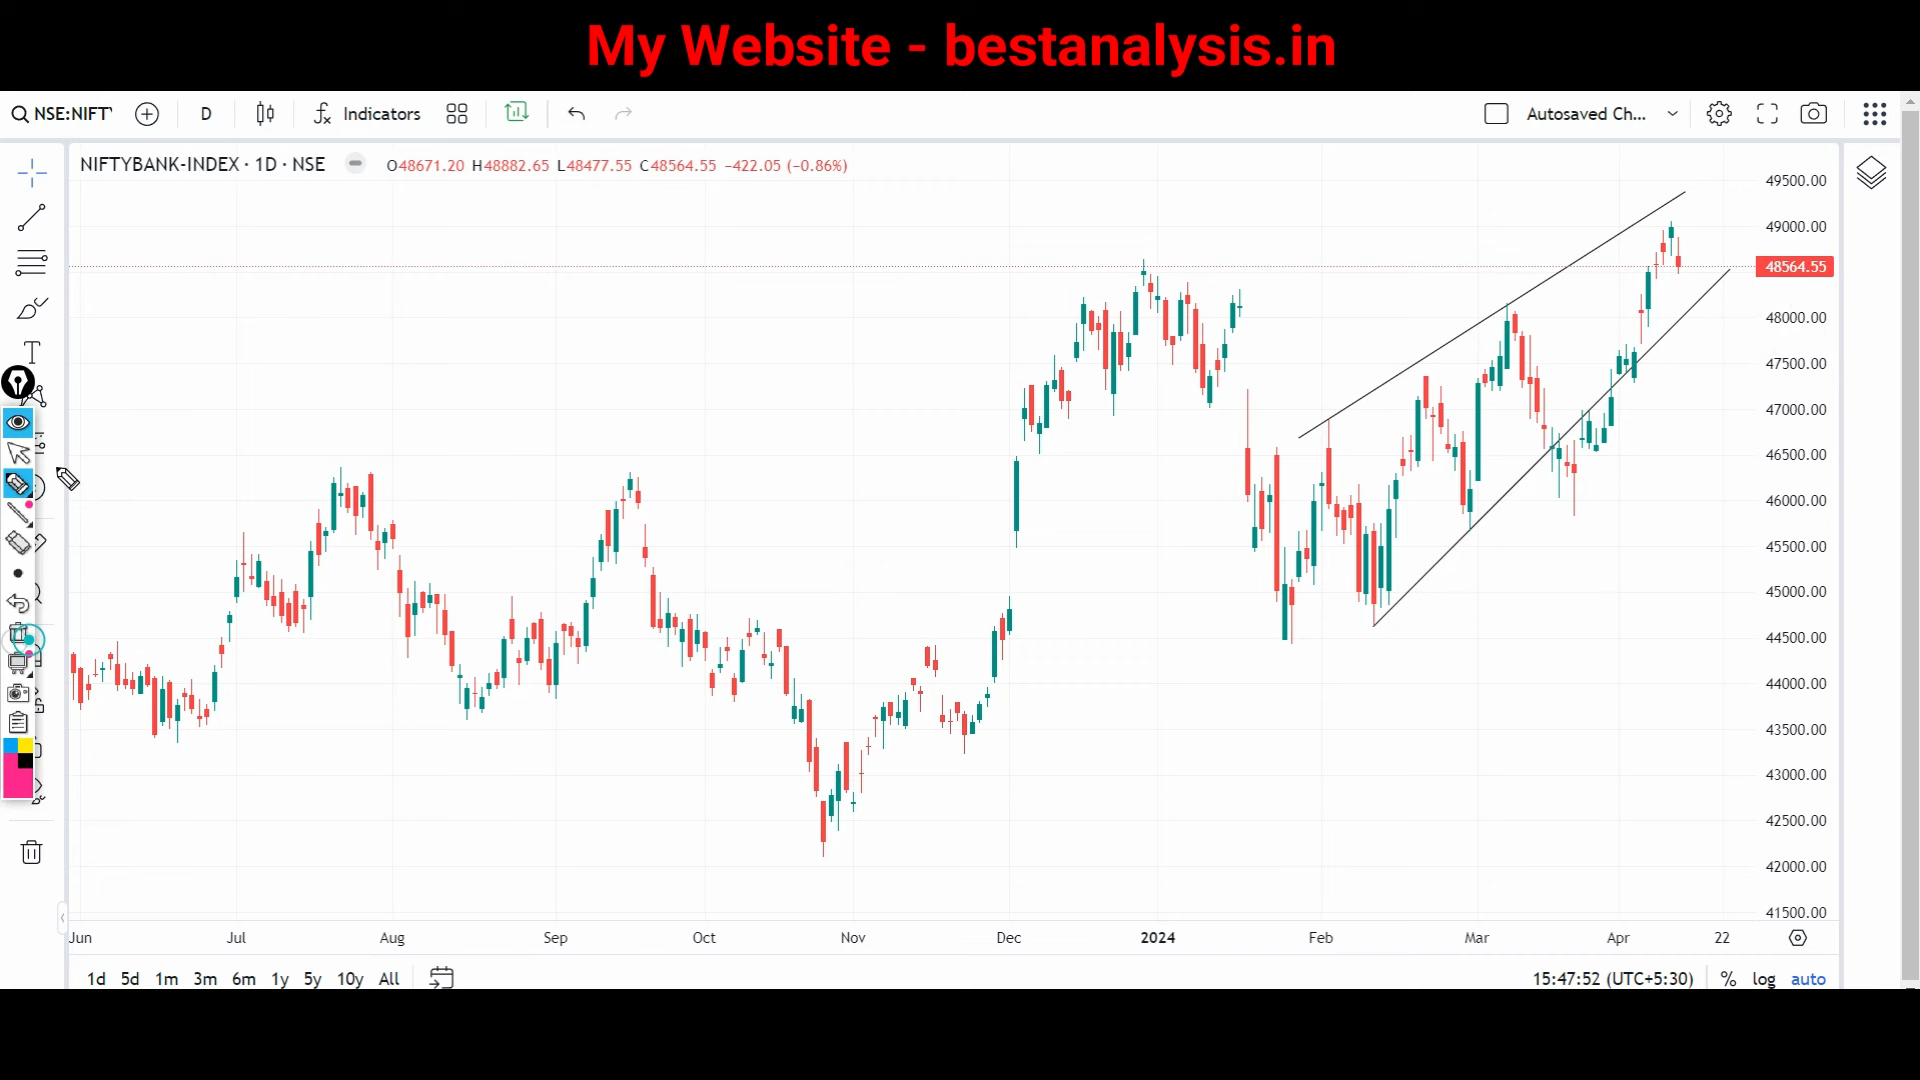 My Website - bestanalysis.in
NSE:NIFT
D
Indicators
Autosaved Ch...
NIFTYBANK-INDEX · 1D · NSE
O48671.20 H48882.65 L48477.55 C48564.55 −422.05 (−0.86%)
49500.00
49000.00
48564.55
48000.00
47500.00
47000.00
46500.00
46000.00
45500.00
45000.00
44500.00
44000.00
43500.00
43000.00
42500.00
42000.00
41500.00
Jun Jul Aug Sep Oct Nov Dec 2024 Feb Mar Apr 22
1d 5d 1m 3m 6m 1y 5y 10y All
15:47:52 (UTC+5:30) % log auto